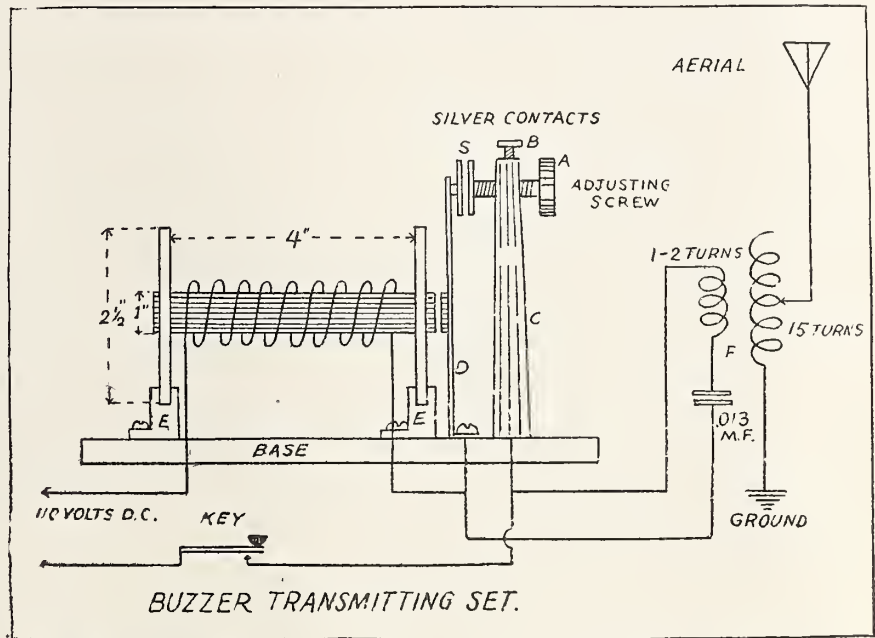 AERIAL
SILVER CONTACTS
S
B
A
ADJUSTING
SCREW
4"
2½"
1"
1-2 TURNS
C
F
15 TURNS
D
.013
M.F.
E
E
BASE
110 VOLTS D.C.
KEY
GROUND
BUZZER TRANSMITTING SET.